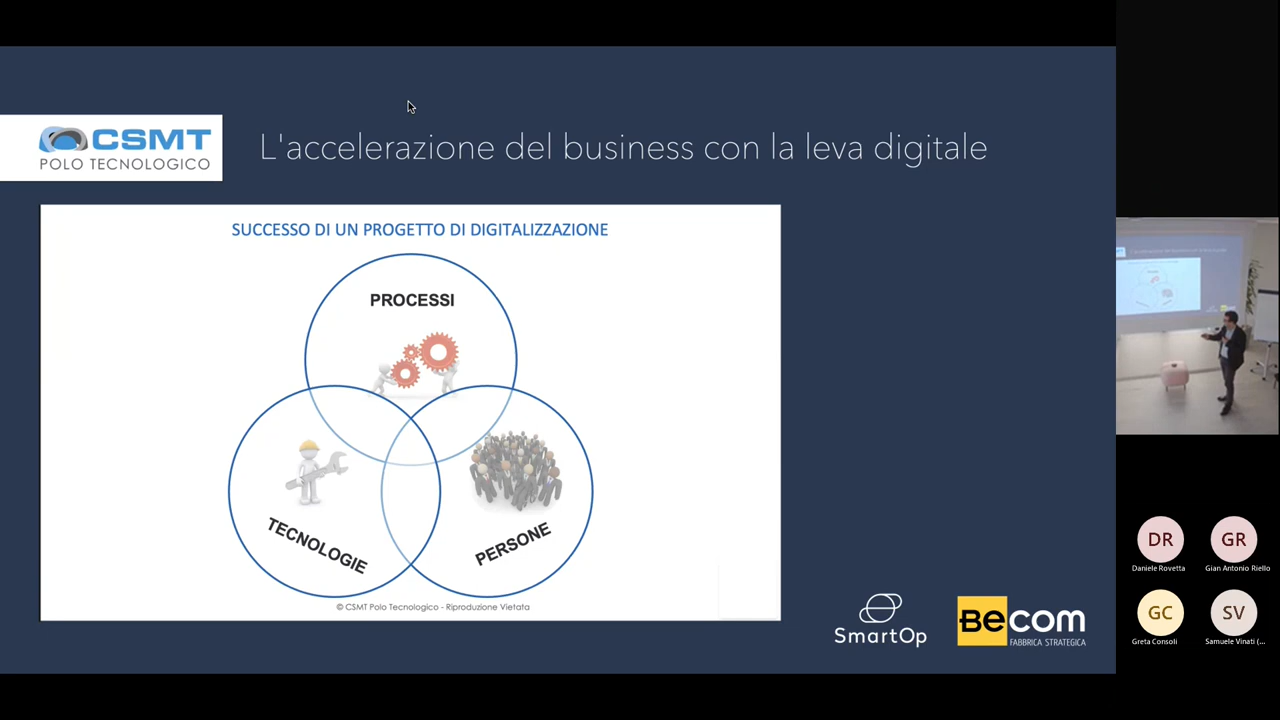 CSMT
POLO TECNOLOGICO
L'accelerazione del business con la leva digitale
SUCCESSO DI UN PROGETTO DI DIGITALIZZAZIONE
PROCESSI
TECNOLOGIE
PERSONE
© CSMT Polo Tecnologico - Riproduzione Vietata
SmartOp
Becom
FABBRICA STRATEGICA
DR
Daniele Rovetta
GR
Gian Antonio Riello
GC
Greta Consoli
SV
Samuele Vinati (...